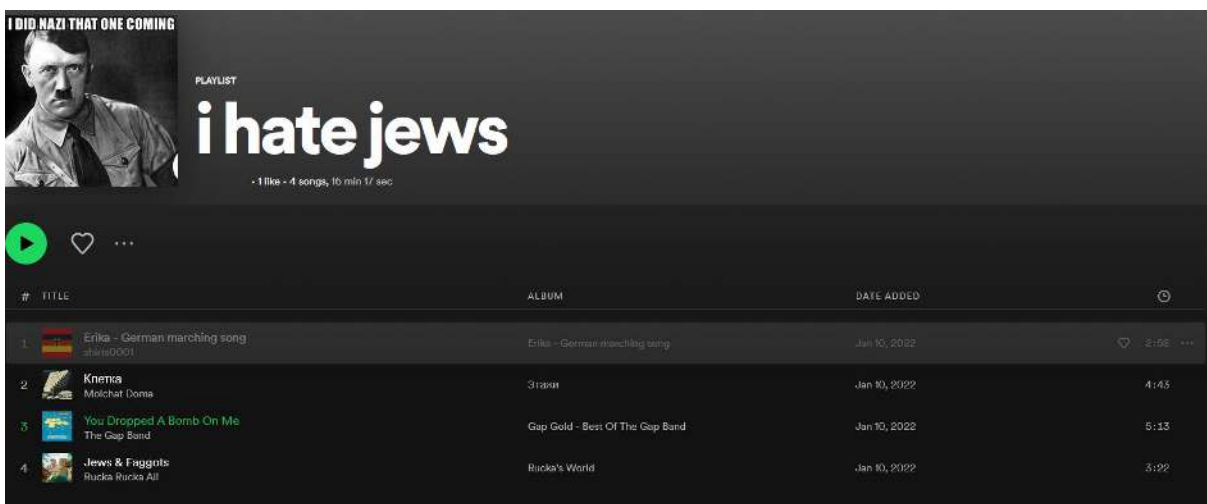 I DID NAZI THAT ONE COMING
PLAYLIST
i hate jews
• 1 like • 4 songs, 16 min 17 sec
# TITLE ALBUM DATE ADDED
1 Erika - German marching song Erika - German marching song Jan 10, 2022 2:58
2 Клетка Этажи Jan 10, 2022 4:43
Molchat Doma
3 You Dropped A Bomb On Me Gap Gold - Best Of The Gap Band Jan 10, 2022 5:13
The Gap Band
4 Jews & Faggots Rucka's World Jan 10, 2022 3:22
Rucka Rucka Ali